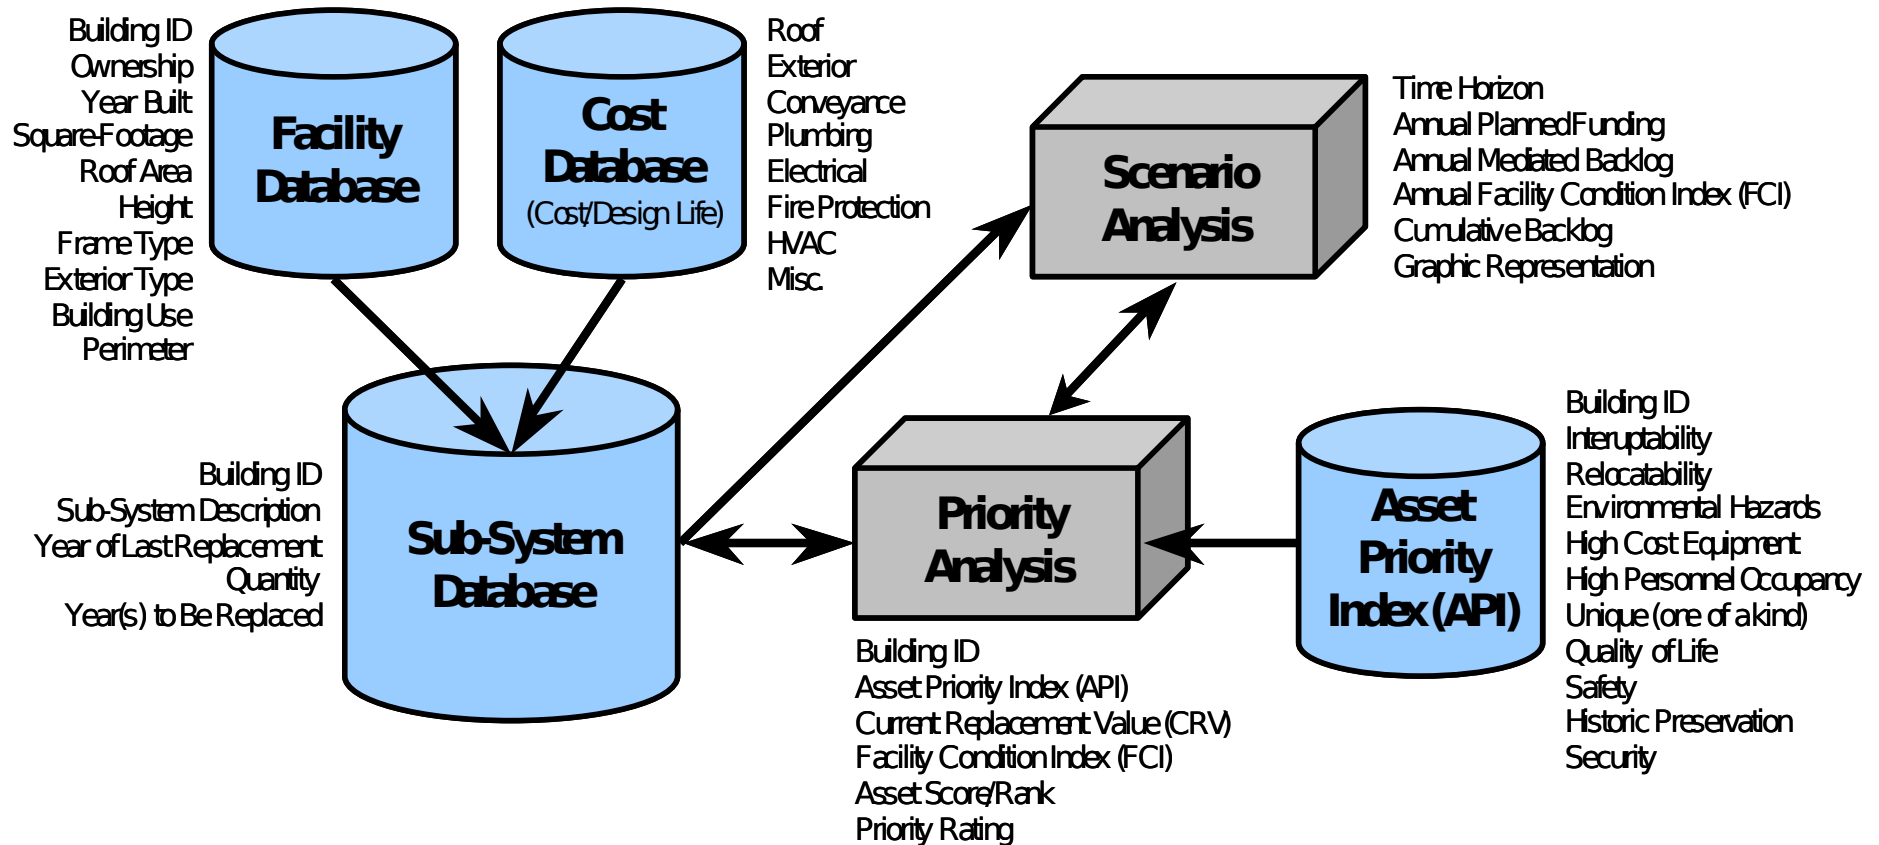 Building ID
Ownership
Year Built
Square-Footage
Roof Area
Height
Frame Type
Exterior Type
Building Use
Perimeter
Facility
Database
Cost
Database
(Cost/Design Life)
Roof
Exterior
Conveyance
Plumbing
Electrical
Fire Protection
HVAC
Misc.
Scenario
Analysis
Time Horizon
Annual Planned Funding
Annual Mediated Backlog
Annual Facility Condition Index (FCI)
Cumulative Backlog
Graphic Representation
Building ID
Sub-System Description
Year of Last Replacement
Quantity
Year(s) to Be Replaced
Sub-System
Database
Priority
Analysis
Building ID
Asset Priority Index (API)
Current Replacement Value (CRV)
Facility Condition Index (FCI)
Asset Score/Rank
Priority Rating
Asset
Priority
Index (API)
Building ID
Interuptability
Relocatability
Environmental Hazards
High Cost Equipment
High Personnel Occupancy
Unique (one of a kind)
Quality of Life
Safety
Historic Preservation
Security